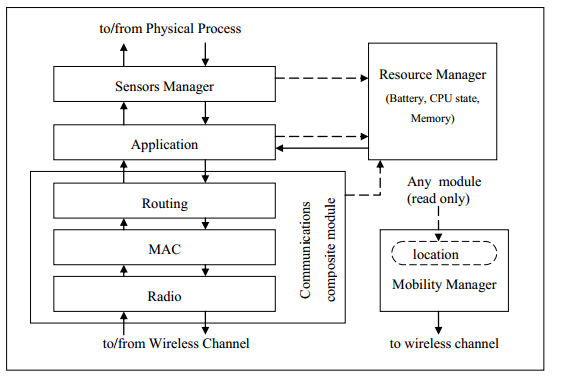 to/from Physical Process
Sensors Manager
Resource Manager
(Battery, CPU state,
Memory)
Application
Any module
(read only)
Routing
MAC
Radio
Communications
composite module
location
Mobility Manager
to/from Wireless Channel
to wireless channel